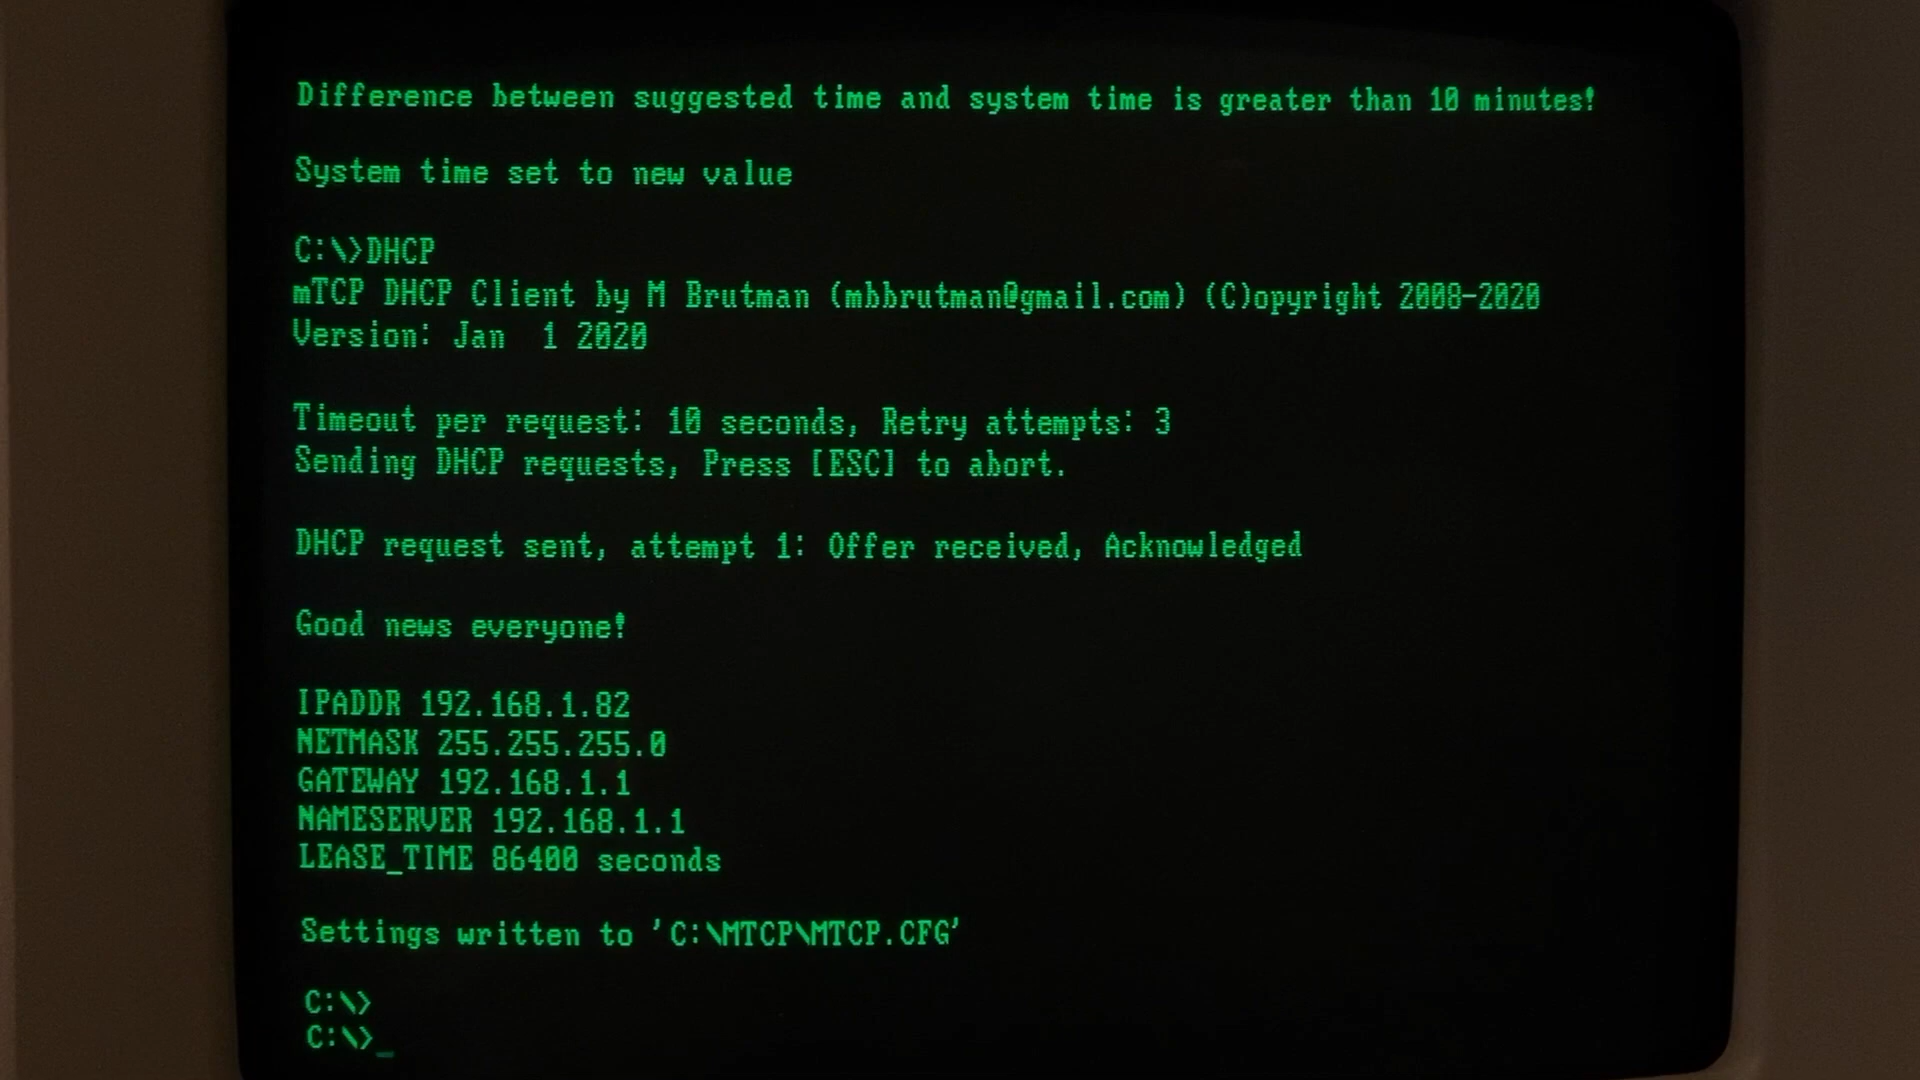 Difference between suggested time and system time is greater than 10 minutes!
System time set to new value
C:\>DHCP
mTCP DHCP Client by M Brutman (mbbrutman@gmail.com) (C)opyright 2008-2020
Version: Jan  1 2020
Timeout per request: 10 seconds, Retry attempts: 3
Sending DHCP requests, Press [ESC] to abort.
DHCP request sent, attempt 1: Offer received, Acknowledged
Good news everyone!
IPADDR 192.168.1.82
NETMASK 255.255.255.0
GATEWAY 192.168.1.1
NAMESERVER 192.168.1.1
LEASE_TIME 86400 seconds
Settings written to 'C:\MTCP\MTCP.CFG'
C:\>
C:\>_